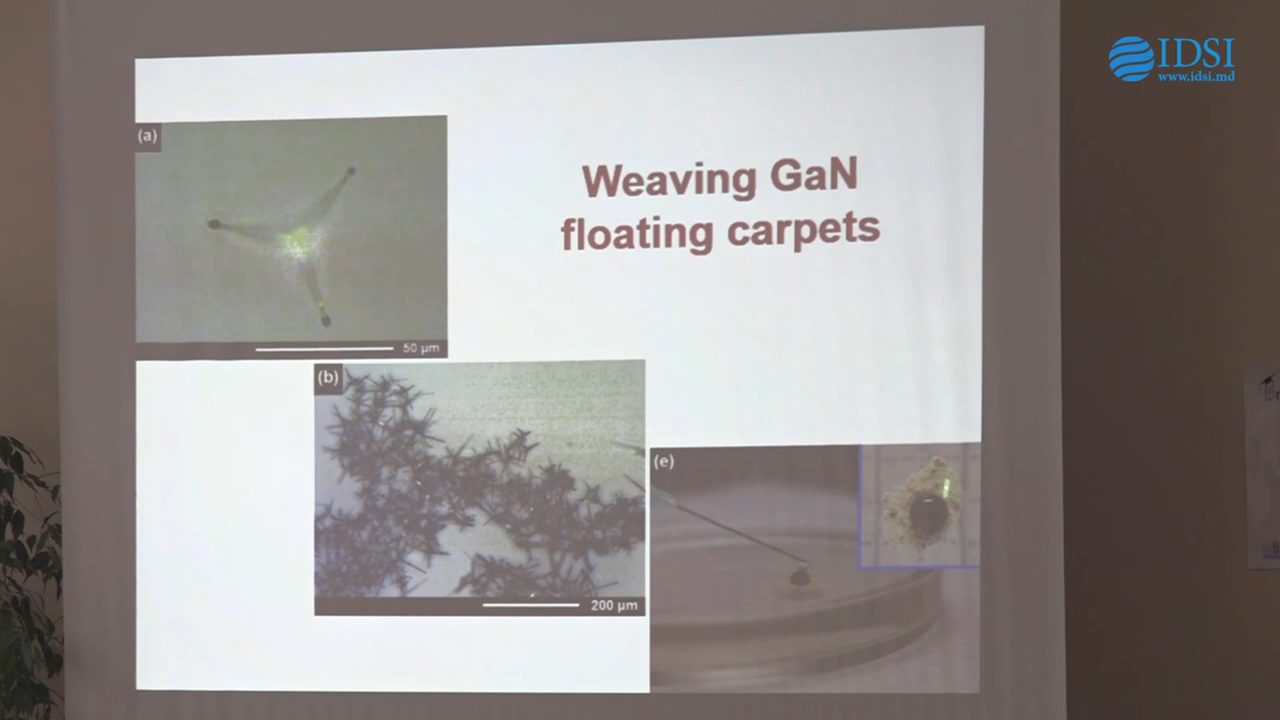 IDSI
www.idsi.md
(a)
Weaving GaN
floating carpets
50 µm
(b)
200 µm
(e)